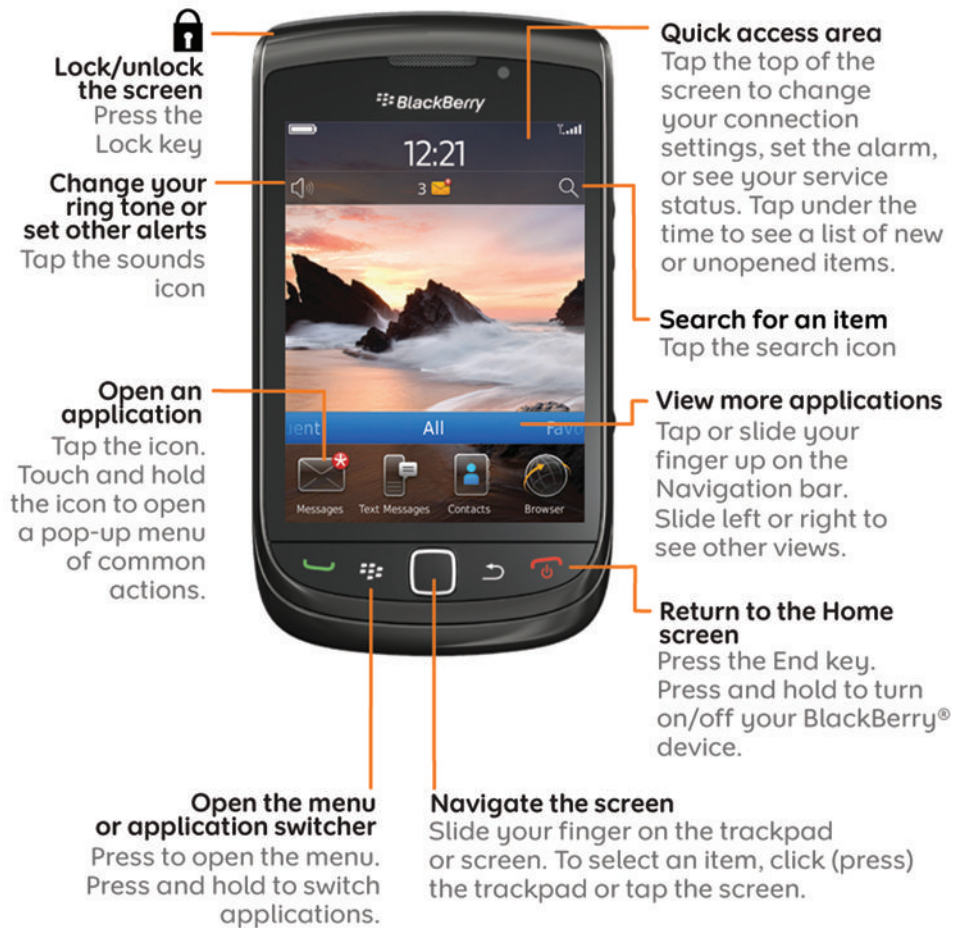 Lock/unlock
the screen
Press the
Lock key
Change your
ring tone or
set other alerts
Tap the sounds
icon
Open an
application
Tap the icon.
Touch and hold
the icon to open
a pop-up menu
of common
actions.
BlackBerry
12:21
3
ient
All
Favo
Messages
Text Messages
Contacts
Browser
Quick access area
Tap the top of the
screen to change
your connection
settings, set the alarm,
or see your service
status. Tap under the
time to see a list of new
or unopened items.
Search for an item
Tap the search icon
View more applications
Tap or slide your
finger up on the
Navigation bar.
Slide left or right to
see other views.
Return to the Home
screen
Press the End key.
Press and hold to turn
on/off your BlackBerry®
device.
Open the menu
or application switcher
Press to open the menu.
Press and hold to switch
applications.
Navigate the screen
Slide your finger on the trackpad
or screen. To select an item, click (press)
the trackpad or tap the screen.